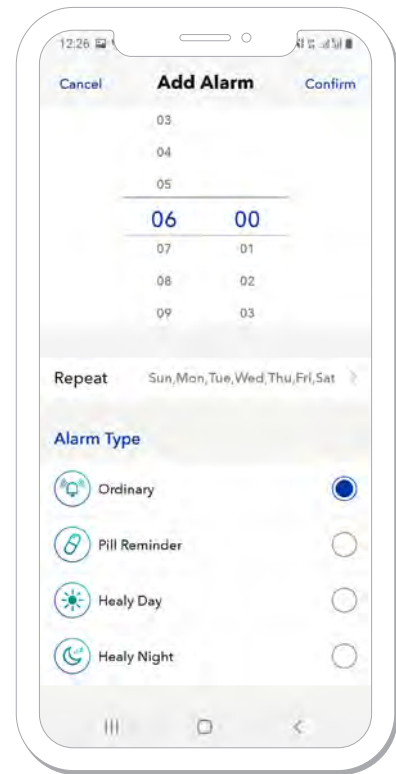 12:26
Cancel Add Alarm Confirm
03
04
05
06 00
07 01
08 02
09 03
Repeat Sun,Mon,Tue,Wed,Thu,Fri,Sat
Alarm Type
Ordinary
Pill Reminder
Healy Day
Healy Night